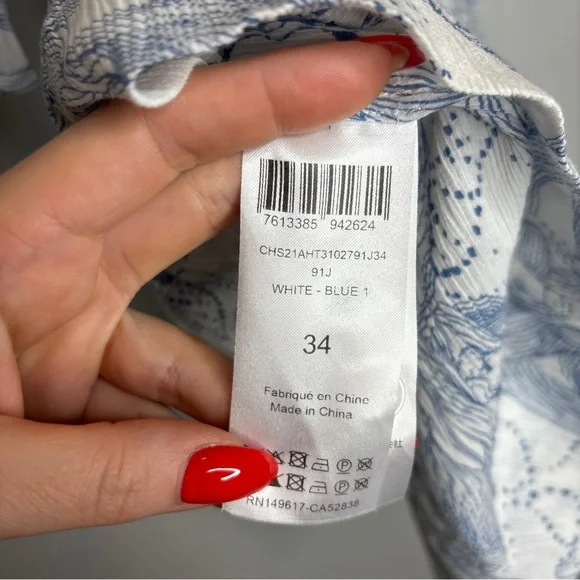 7613385 942624
CHS21AHT3102791J34
91J
WHITE - BLUE 1
34
Fabriqué en Chine
Made in China
RN149617-CA52838